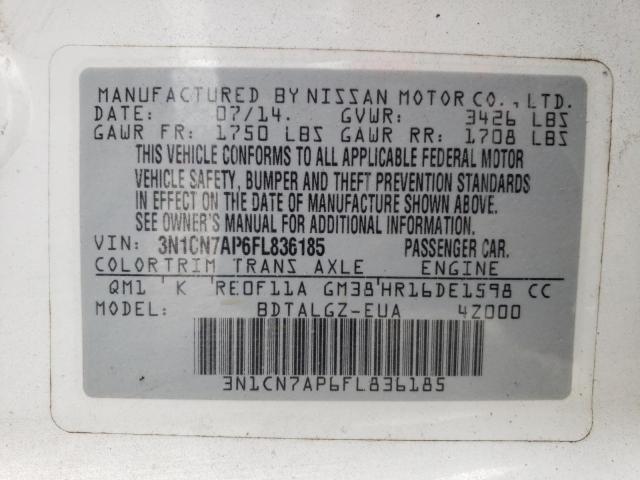 MANUFACTURED BY NISSAN MOTOR CO., LTD.
DATE: 07/14. GVWR: 3426 LBS
GAWR FR: 1750 LBS GAWR RR: 1708 LBS
THIS VEHICLE CONFORMS TO ALL APPLICABLE FEDERAL MOTOR
VEHICLE SAFETY, BUMPER AND THEFT PREVENTION STANDARDS
IN EFFECT ON THE DATE OF MANUFACTURE SHOWN ABOVE.
SEE OWNER'S MANUAL FOR ADDITIONAL INFORMATION.
VIN: 3N1CN7AP6FL836185 PASSENGER CAR.
COLORTRIM TRANS AXLE ENGINE
QM1 K RE0F11A GM38 HR16DE1598 CC
MODEL: BDTALGZ-EUA 4Z000
3N1CN7AP6FL836185